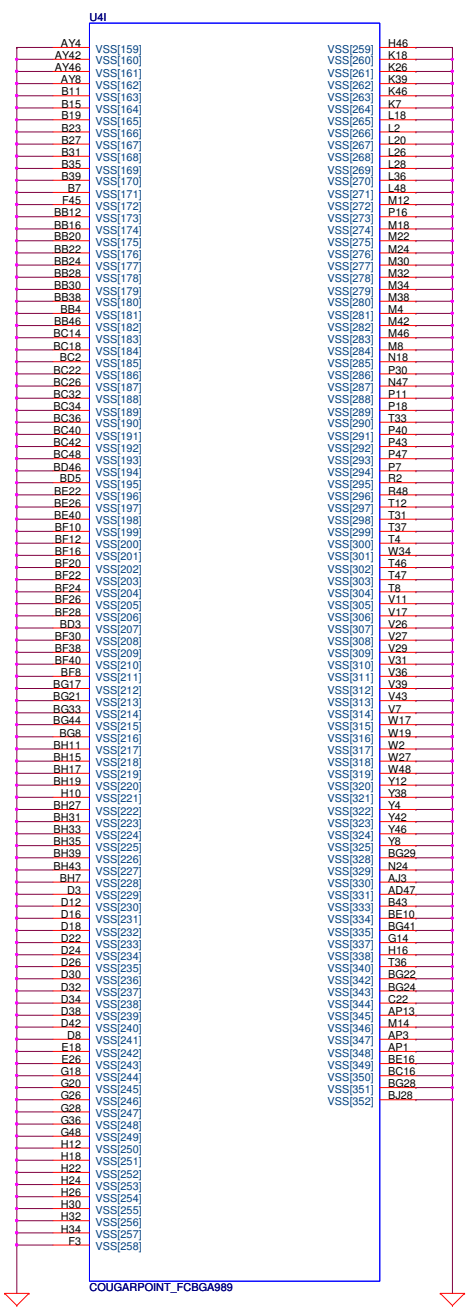 U4I
AY4 VSS[159]
AY42 VSS[160]
AY46 VSS[161]
AY8 VSS[162]
B11 VSS[163]
B15 VSS[164]
B19 VSS[165]
B23 VSS[166]
B27 VSS[167]
B31 VSS[168]
B35 VSS[169]
B39 VSS[170]
B7 VSS[171]
F45 VSS[172]
BB12 VSS[173]
BB16 VSS[174]
BB20 VSS[175]
BB22 VSS[176]
BB24 VSS[177]
BB28 VSS[178]
BB30 VSS[179]
BB38 VSS[180]
BB4 VSS[181]
BB46 VSS[182]
BC14 VSS[183]
BC18 VSS[184]
BC2 VSS[185]
BC22 VSS[186]
BC26 VSS[187]
BC32 VSS[188]
BC34 VSS[189]
BC36 VSS[190]
BC40 VSS[191]
BC42 VSS[192]
BC48 VSS[193]
BD46 VSS[194]
BD5 VSS[195]
BE22 VSS[196]
BE26 VSS[197]
BE40 VSS[198]
BF10 VSS[199]
BF12 VSS[200]
BF16 VSS[201]
BF20 VSS[202]
BF22 VSS[203]
BF24 VSS[204]
BF26 VSS[205]
BF28 VSS[206]
BD3 VSS[207]
BF30 VSS[208]
BF38 VSS[209]
BF40 VSS[210]
BF8 VSS[211]
BG17 VSS[212]
BG21 VSS[213]
BG33 VSS[214]
BG44 VSS[215]
BG8 VSS[216]
BH11 VSS[217]
BH15 VSS[218]
BH17 VSS[219]
BH19 VSS[220]
H10 VSS[221]
BH27 VSS[222]
BH31 VSS[223]
BH33 VSS[224]
BH35 VSS[225]
BH39 VSS[226]
BH43 VSS[227]
BH7 VSS[228]
D3 VSS[229]
D12 VSS[230]
D16 VSS[231]
D18 VSS[232]
D22 VSS[233]
D24 VSS[234]
D26 VSS[235]
D30 VSS[236]
D32 VSS[237]
D34 VSS[238]
D38 VSS[239]
D42 VSS[240]
D8 VSS[241]
E18 VSS[242]
E26 VSS[243]
G18 VSS[244]
G20 VSS[245]
G26 VSS[246]
G28 VSS[247]
G36 VSS[248]
G48 VSS[249]
H12 VSS[250]
H18 VSS[251]
H22 VSS[252]
H24 VSS[253]
H26 VSS[254]
H30 VSS[255]
H32 VSS[256]
H34 VSS[257]
F3 VSS[258]
VSS[259] H46
VSS[260] K18
VSS[261] K26
VSS[262] K39
VSS[263] K46
VSS[264] K7
VSS[265] L18
VSS[266] L2
VSS[267] L20
VSS[268] L26
VSS[269] L28
VSS[270] L36
VSS[271] L48
VSS[272] M12
VSS[273] P16
VSS[274] M18
VSS[275] M22
VSS[276] M24
VSS[277] M30
VSS[278] M32
VSS[279] M34
VSS[280] M38
VSS[281] M4
VSS[282] M42
VSS[283] M46
VSS[284] M8
VSS[285] N18
VSS[286] P30
VSS[287] N47
VSS[288] P11
VSS[289] P18
VSS[290] T33
VSS[291] P40
VSS[292] P43
VSS[293] P47
VSS[294] P7
VSS[295] R2
VSS[296] R48
VSS[297] T12
VSS[298] T31
VSS[299] T37
VSS[300] T4
VSS[301] W34
VSS[302] T46
VSS[303] T47
VSS[304] T8
VSS[305] V11
VSS[306] V17
VSS[307] V26
VSS[308] V27
VSS[309] V29
VSS[310] V31
VSS[311] V36
VSS[312] V39
VSS[313] V43
VSS[314] V7
VSS[315] W17
VSS[316] W19
VSS[317] W2
VSS[318] W27
VSS[319] W48
VSS[320] Y12
VSS[321] Y38
VSS[322] Y4
VSS[323] Y42
VSS[324] Y46
VSS[325] Y8
VSS[328] BG29
VSS[329] N24
VSS[330] AJ3
VSS[331] AD47
VSS[333] B43
VSS[334] BE10
VSS[335] BG41
VSS[337] G14
VSS[338] H16
VSS[340] T36
VSS[342] BG22
VSS[343] BG24
VSS[344] C22
VSS[345] AP13
VSS[346] M14
VSS[347] AP3
VSS[348] AP1
VSS[349] BE16
VSS[350] BC16
VSS[351] BG28
VSS[352] BJ28
COUGARPOINT_FCBGA989